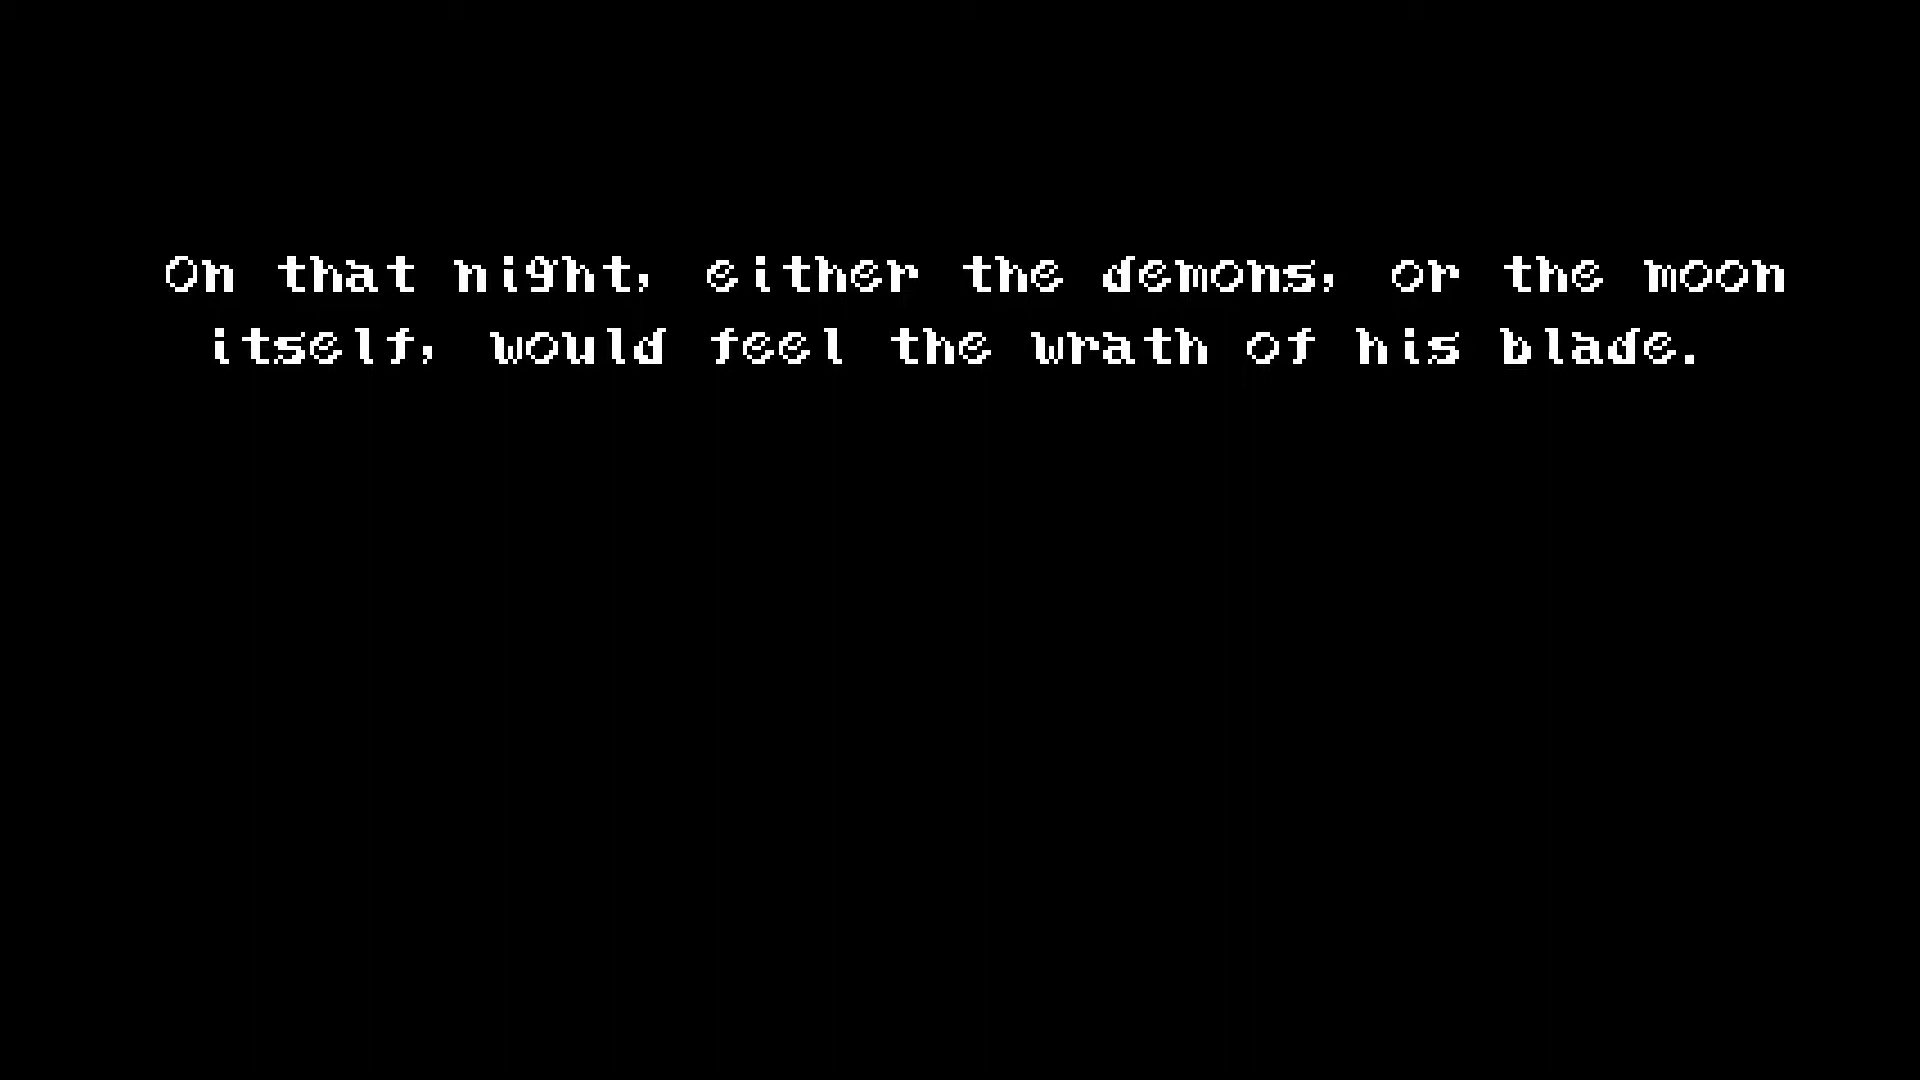 On that night, either the demons, or the moon
itself, would feel the wrath of his blade.